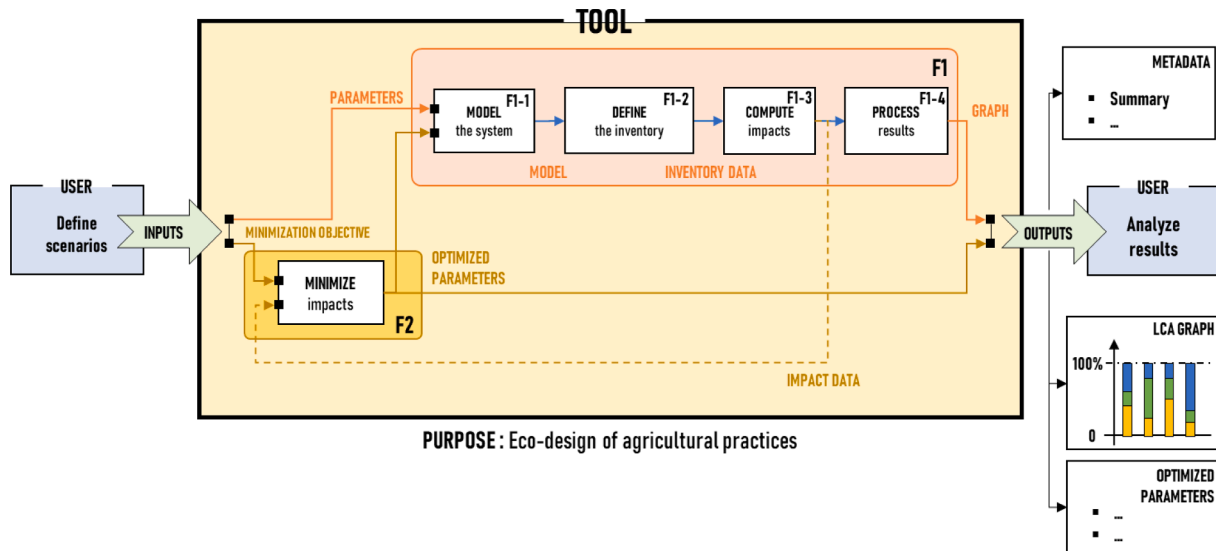 TOOL
F1
PARAMETERS
F1-1
MODEL
the system
F1-2
DEFINE
the inventory
F1-3
COMPUTE
impacts
F1-4
PROCESS
results
GRAPH
MODEL
INVENTORY DATA
USER
Define
scenarios
INPUTS
MINIMIZATION OBJECTIVE
OPTIMIZED
PARAMETERS
MINIMIZE
impacts
F2
IMPACT DATA
OUTPUTS
USER
Analyze
results
METADATA
▪ Summary
▪ ...
LCA GRAPH
100%
0
OPTIMIZED
PARAMETERS
▪ ...
▪ ...
PURPOSE : Eco-design of agricultural practices